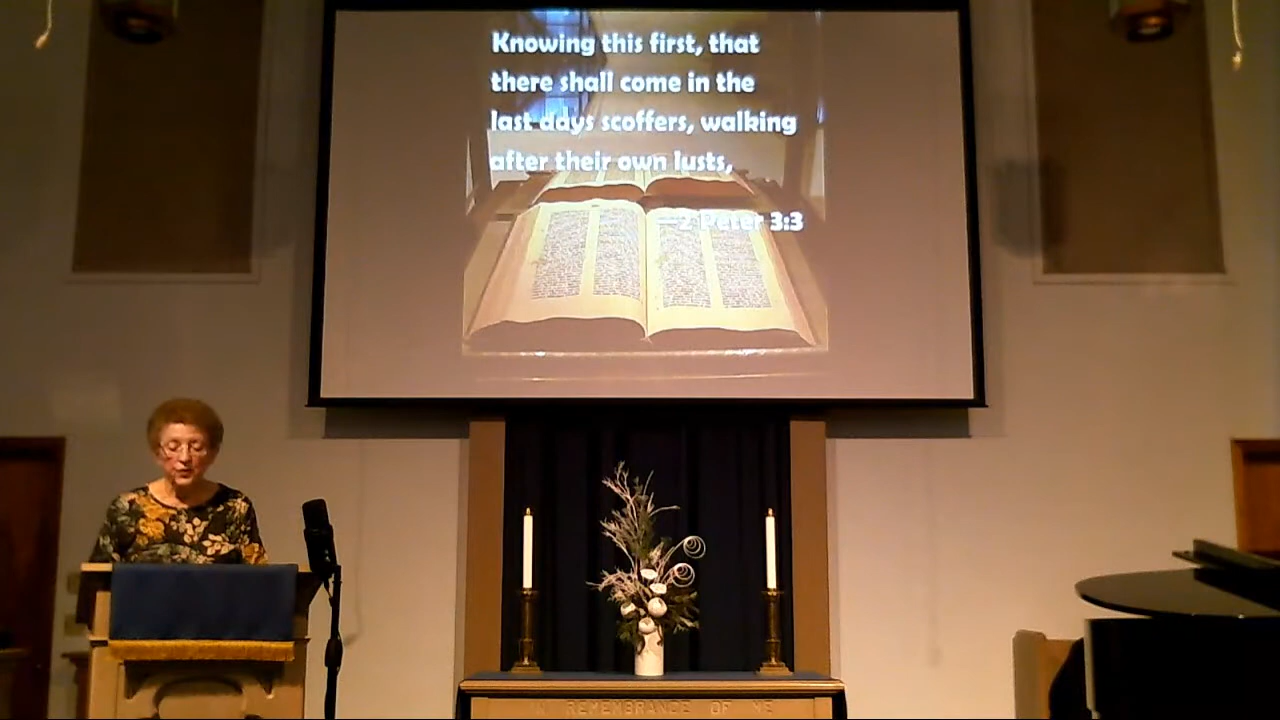 Knowing this first, that
there shall come in the
last days scoffers, walking
after their own lusts,
—2 Peter 3:3
IN REMEMBRANCE OF ME